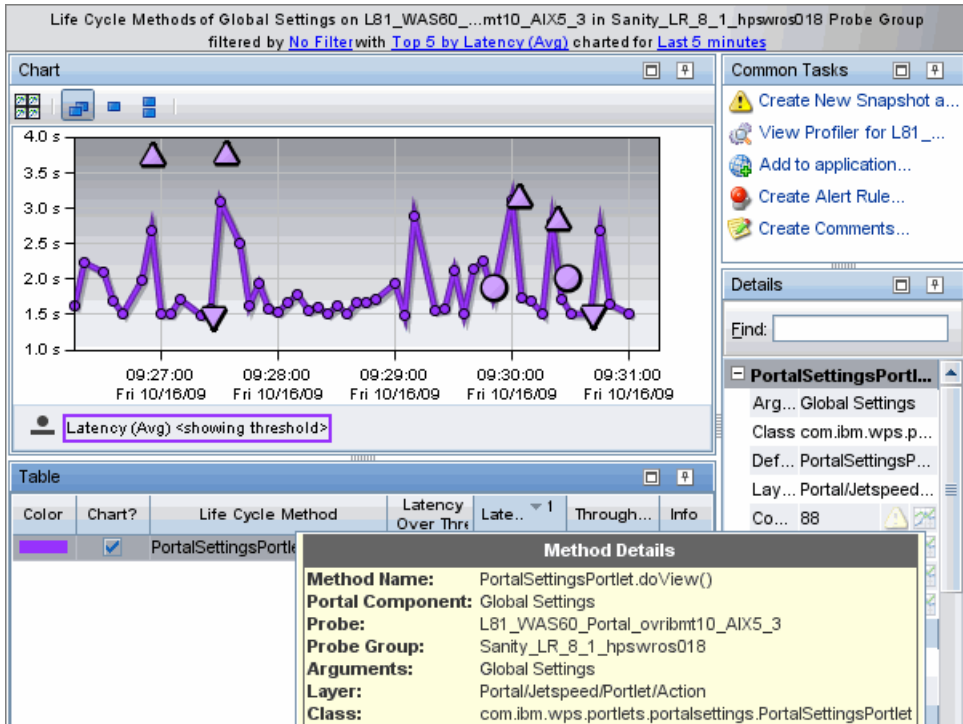 Life Cycle Methods of Global Settings on L81_WAS60_...mt10_AIX5_3 in Sanity_LR_8_1_hpswros018 Probe Group
filtered by No Filter with Top 5 by Latency (Avg) charted for Last 5 minutes
Chart
4.0 s
3.5 s
3.0 s
2.5 s
2.0 s
1.5 s
1.0 s
09:27:00 09:28:00 09:29:00 09:30:00 09:31:00
Fri 10/16/09 Fri 10/16/09 Fri 10/16/09 Fri 10/16/09 Fri 10/16/09
Latency (Avg) <showing threshold>
Common Tasks
Create New Snapshot a...
View Profiler for L81_...
Add to application...
Create Alert Rule...
Create Comments...
Details
Find:
PortalSettingsPortl...
Arg... Global Settings
Class com.ibm.wps.p...
Def... PortalSettingsP...
Lay... Portal/Jetspeed...
Co... 88
Table
Color Chart? Life Cycle Method Latency Over Thre Late.. 1 Through... Info
PortalSettingsPortle
Method Details
Method Name: PortalSettingsPortlet.doView()
Portal Component: Global Settings
Probe: L81_WAS60_Portal_ovribmt10_AIX5_3
Probe Group: Sanity_LR_8_1_hpswros018
Arguments: Global Settings
Layer: Portal/Jetspeed/Portlet/Action
Class: com.ibm.wps.portlets.portalsettings.PortalSettingsPortlet